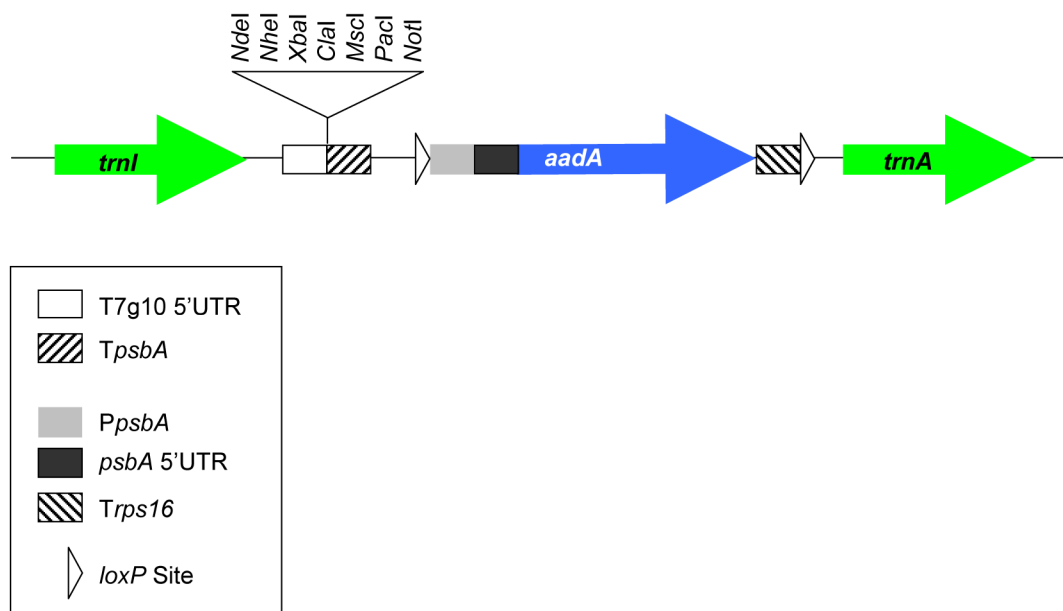 NdeI
NheI
XbaI
ClaI
MscI
PacI
NotI
trnI
aadA
trnA
T7g10 5’UTR
TpsbA
PpsbA
psbA 5’UTR
Trps16
loxP Site